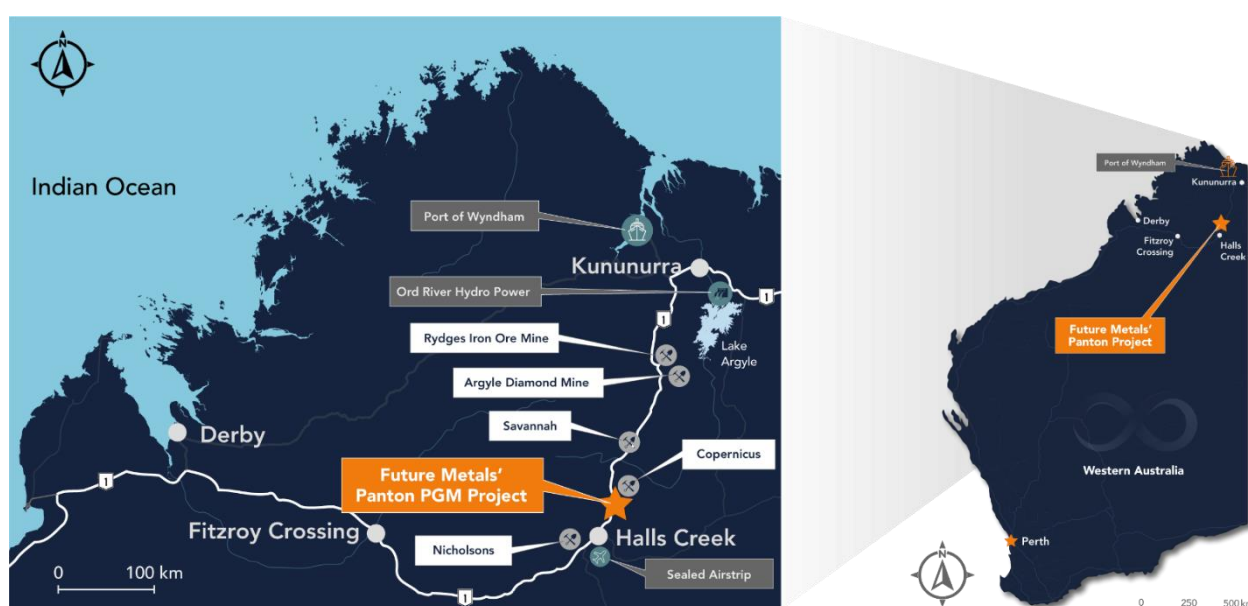 N
Indian Ocean
Port of Wyndham
Kununurra
Ord River Hydro Power
1
1
Rydges Iron Ore Mine
Lake
Argyle
Argyle Diamond Mine
Savannah
Derby
Copernicus
Future Metals'
Panton PGM Project
1
Fitzroy Crossing
Halls Creek
Nicholsons
Sealed Airstrip
0 100 km
1
Port of Wyndham
Kununurra
Derby
Fitzroy
Crossing
Halls
Creek
Future Metals'
Panton Project
Western Australia
Perth
N
0 250 500 k